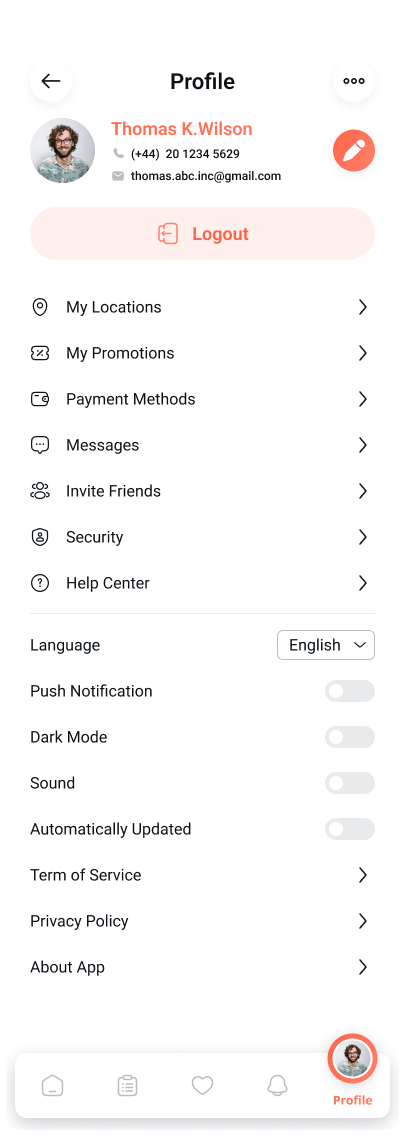 Profile
Thomas K.Wilson
(+44) 20 1234 5629
thomas.abc.inc@gmail.com
Logout
My Locations
My Promotions
Payment Methods
Messages
Invite Friends
Security
Help Center
Language
English
Push Notification
Dark Mode
Sound
Automatically Updated
Term of Service
Privacy Policy
About App
Profile